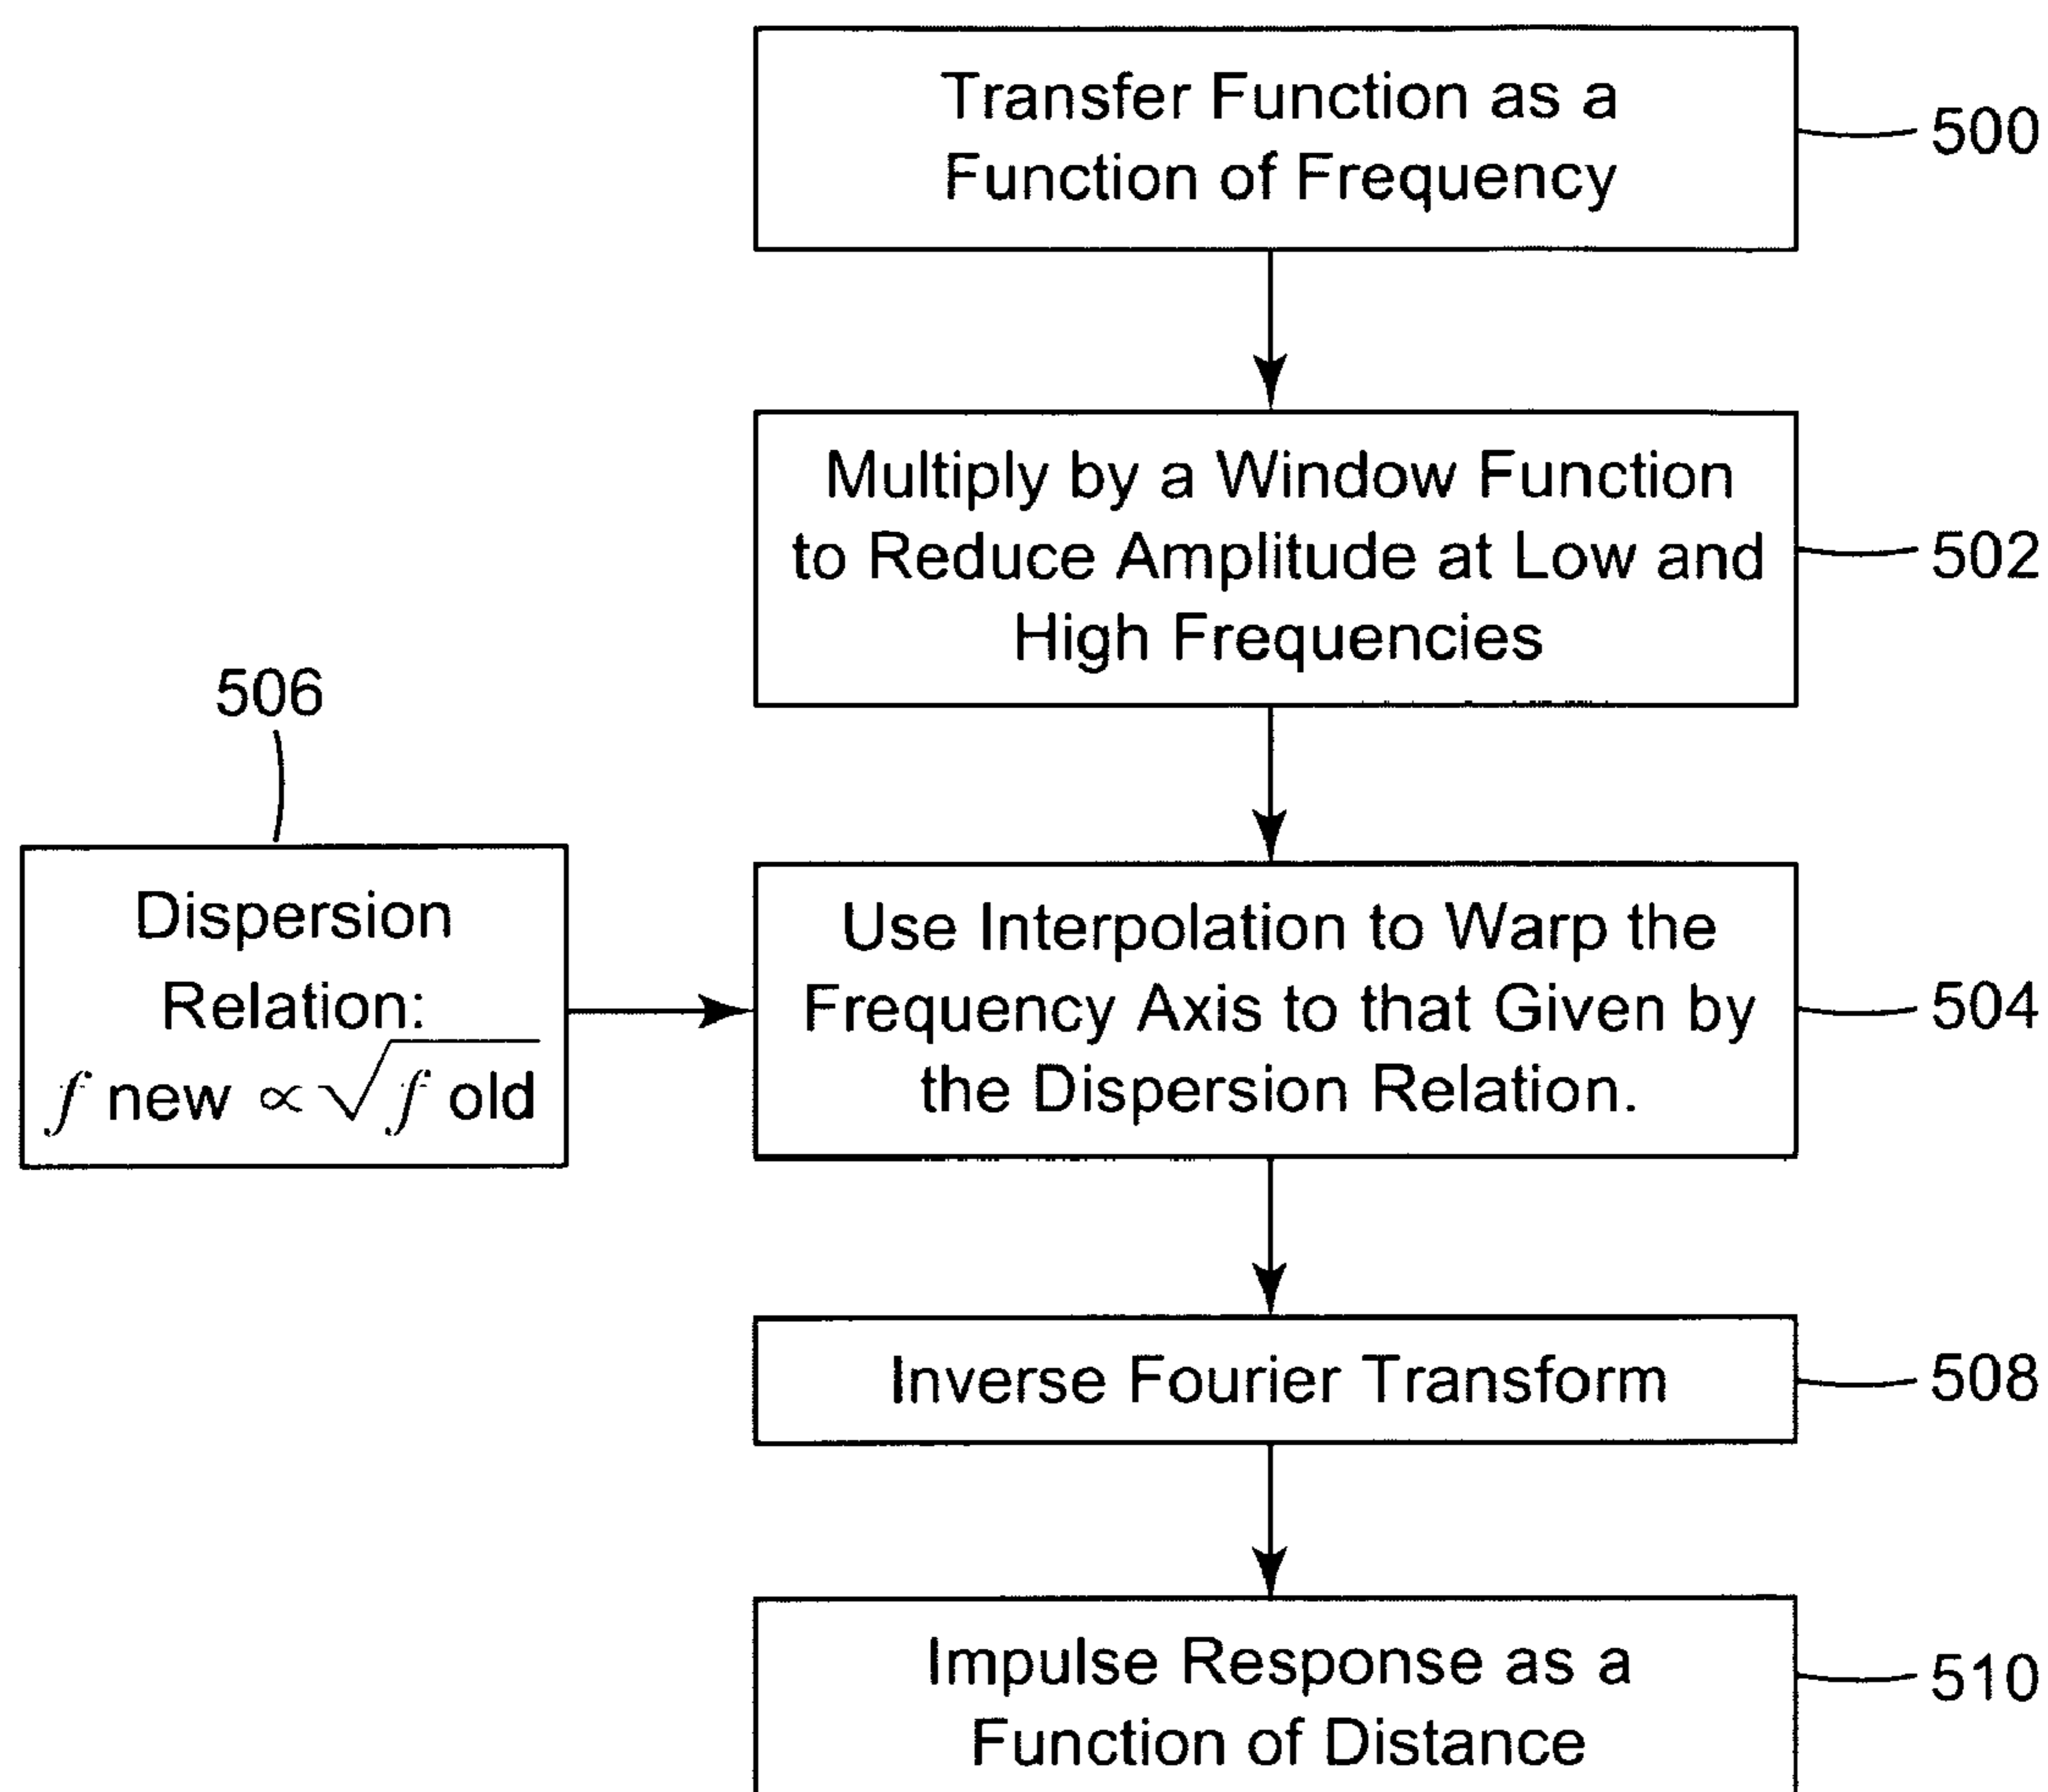 Transfer Function as a
Function of Frequency
500
Multiply by a Window Function
to Reduce Amplitude at Low and
High Frequencies
502
506
Dispersion
Relation:
f new ∝ √f old
Use Interpolation to Warp the
Frequency Axis to that Given by
the Dispersion Relation.
504
Inverse Fourier Transform
508
Impulse Response as a
Function of Distance
510